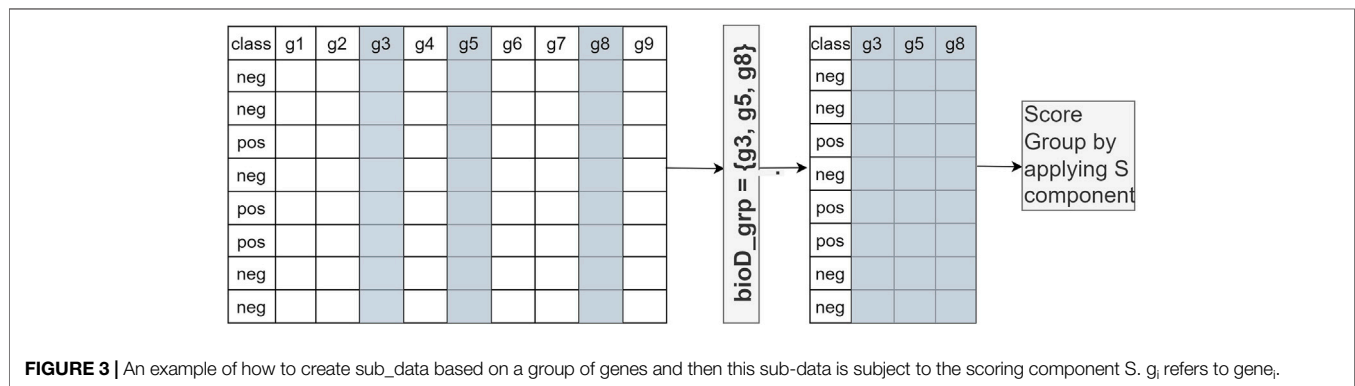 class g1 g2 g3 g4 g5 g6 g7 g8 g9
neg
neg
pos
neg
pos
pos
neg
neg
bioD_grp = {g3, g5, g8}
class g3 g5 g8
neg
neg
pos
neg
pos
pos
neg
neg
Score
Group by
applying S
component
FIGURE 3 | An example of how to create sub_data based on a group of genes and then this sub-data is subject to the scoring component S. gi refers to genei.